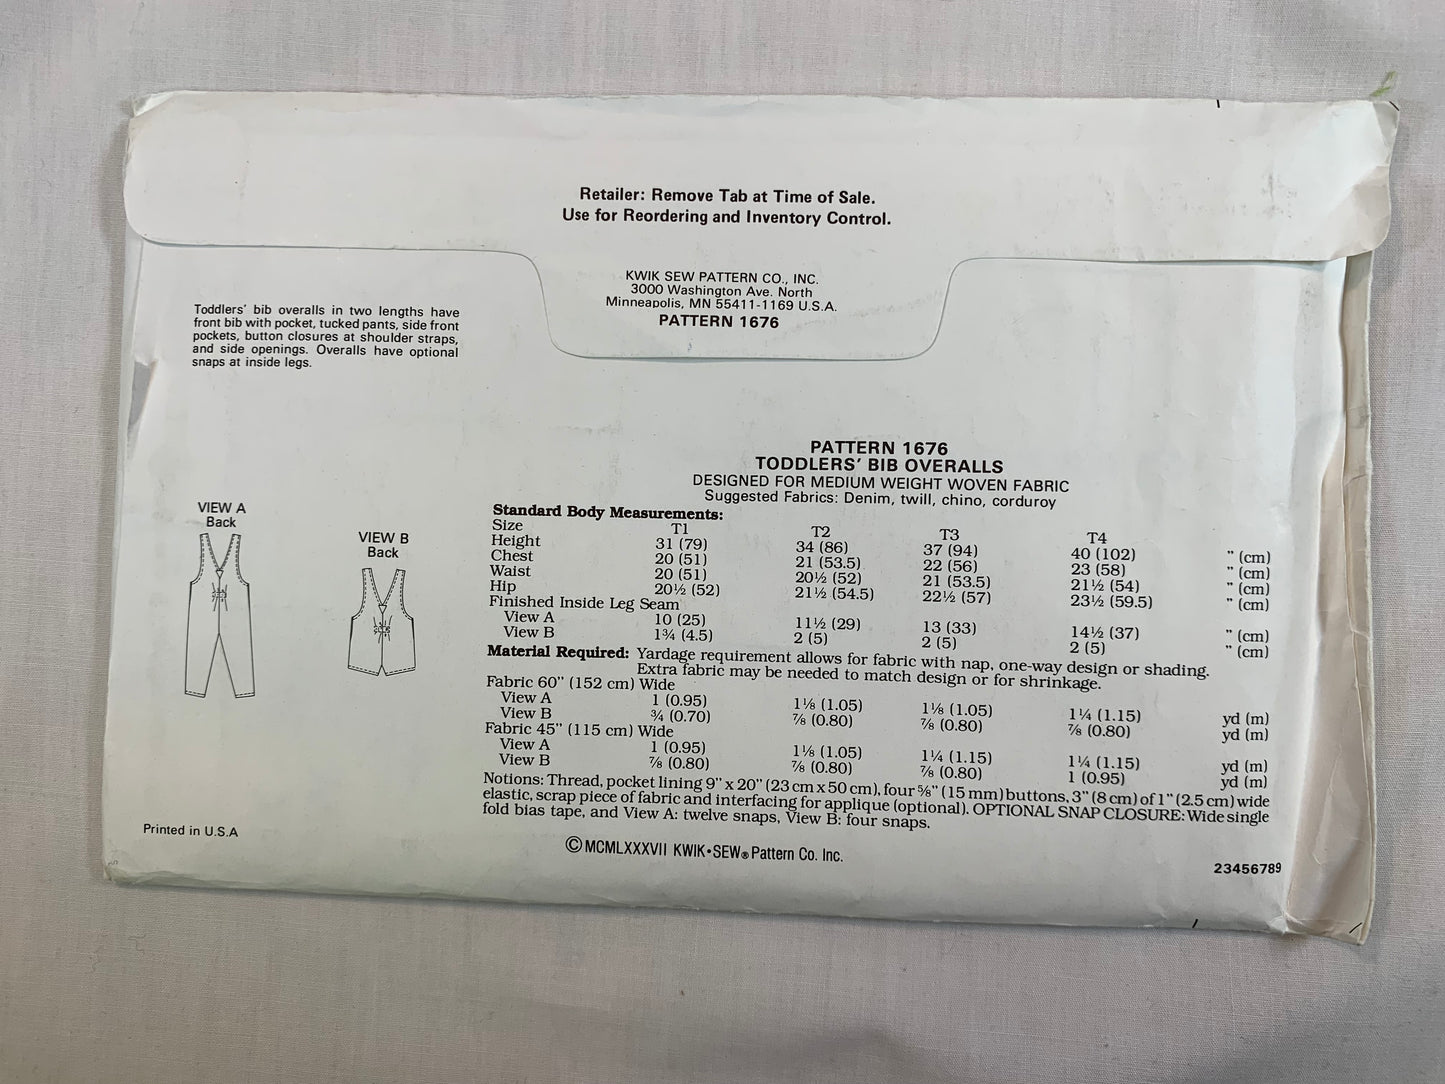 Retailer: Remove Tab at Time of Sale.
Use for Reordering and Inventory Control.
KWIK SEW PATTERN CO., INC.
3000 Washington Ave. North
Minneapolis, MN 55411-1169 U.S.A.
PATTERN 1676
Toddlers' bib overalls in two lengths have
front bib with pocket, tucked pants, side front
pockets, button closures at shoulder straps,
and side openings. Overalls have optional
snaps at inside legs.
PATTERN 1676
TODDLERS' BIB OVERALLS
DESIGNED FOR MEDIUM WEIGHT WOVEN FABRIC
Suggested Fabrics: Denim, twill, chino, corduroy
VIEW A
Back
VIEW B
Back
Standard Body Measurements:
Size T1 T2 T3 T4
Height 31 (79) 34 (86) 37 (94) 40 (102) " (cm)
Chest 20 (51) 21 (53.5) 22 (56) 23 (58) " (cm)
Waist 20 (51) 20½ (52) 21 (53.5) 21½ (54) " (cm)
Hip 20½ (52) 21½ (54.5) 22½ (57) 23½ (59.5) " (cm)
Finished Inside Leg Seam
View A 10 (25) 11½ (29) 13 (33) 14½ (37) " (cm)
View B 1¾ (4.5) 2 (5) 2 (5) 2 (5) " (cm)
Material Required: Yardage requirement allows for fabric with nap, one-way design or shading.
Extra fabric may be needed to match design or for shrinkage.
Fabric 60" (152 cm) Wide
View A 1 (0.95) 1⅛ (1.05) 1⅛ (1.05) 1¼ (1.15) yd (m)
View B ¾ (0.70) ⅞ (0.80) ⅞ (0.80) ⅞ (0.80) yd (m)
Fabric 45" (115 cm) Wide
View A 1 (0.95) 1⅛ (1.05) 1¼ (1.15) 1¼ (1.15) yd (m)
View B ⅞ (0.80) ⅞ (0.80) ⅞ (0.80) 1 (0.95) yd (m)
Notions: Thread, pocket lining 9" x 20" (23 cm x 50 cm), four ⅝" (15 mm) buttons, 3" (8 cm) of 1" (2.5 cm) wide
elastic, scrap piece of fabric and interfacing for applique (optional). OPTIONAL SNAP CLOSURE: Wide single
fold bias tape, and View A: twelve snaps, View B: four snaps.
Printed in U.S.A
© MCMLXXXVII KWIK•SEW® Pattern Co. Inc.
23456789